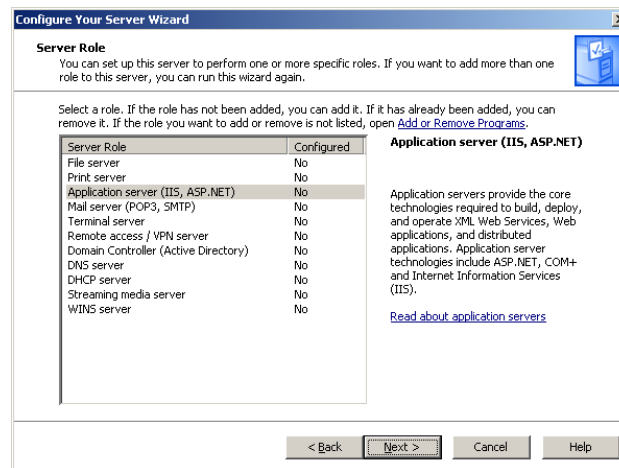 Configure Your Server Wizard
Server Role
You can set up this server to perform one or more specific roles. If you want to add more than one
role to this server, you can run this wizard again.
Select a role. If the role has not been added, you can add it. If it has already been added, you can
remove it. If the role you want to add or remove is not listed, open Add or Remove Programs.
Server Role Configured
File server No
Print server No
Application server (IIS, ASP.NET) No
Mail server (POP3, SMTP) No
Terminal server No
Remote access / VPN server No
Domain Controller (Active Directory) No
DNS server No
DHCP server No
Streaming media server No
WINS server No
Application server (IIS, ASP.NET)
Application servers provide the core
technologies required to build, deploy,
and operate XML Web Services, Web
applications, and distributed
applications. Application server
technologies include ASP.NET, COM+
and Internet Information Services
(IIS).
Read about application servers
< Back Next > Cancel Help